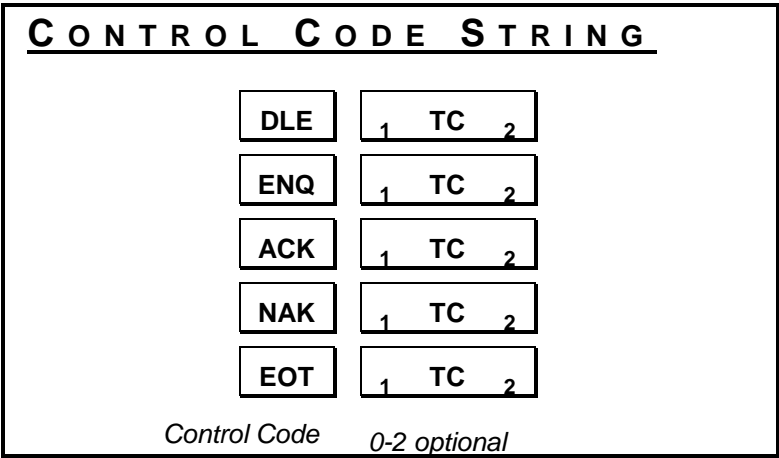 CONTROL CODE STRING
DLE 1 TC 2
ENQ 1 TC 2
ACK 1 TC 2
NAK 1 TC 2
EOT 1 TC 2
Control Code 0-2 optional